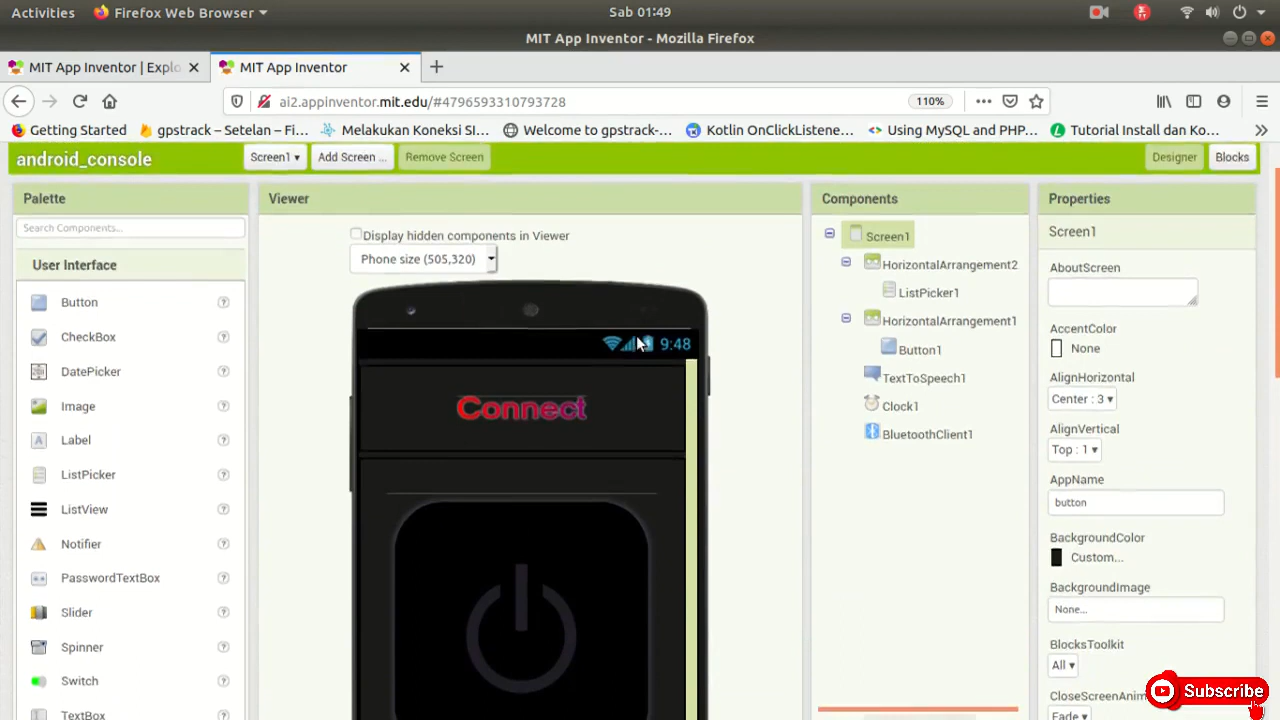 Activities Firefox Web Browser Sab 01:49
MIT App Inventor - Mozilla Firefox
MIT App Inventor | Explo MIT App Inventor
ai2.appinventor.mit.edu/#4796593310793728 110%
Getting Started gpstrack – Setelan – Fi... Melakukan Koneksi SI... Welcome to gpstrack-... Kotlin OnClickListene... Using MySQL and PHP,... Tutorial Install dan Ko...
android_console Screen1 Add Screen ... Remove Screen Designer Blocks
Palette Viewer Components Properties
Search Components...
User Interface
Button
CheckBox
DatePicker
Image
Label
ListPicker
ListView
Notifier
PasswordTextBox
Slider
Spinner
Switch
TextBox
Display hidden components in Viewer
Phone size (505,320)
9:48
Connect
Screen1
HorizontalArrangement2
ListPicker1
HorizontalArrangement1
Button1
TextToSpeech1
Clock1
BluetoothClient1
Screen1
AboutScreen
AccentColor
None
AlignHorizontal
Center : 3
AlignVertical
Top : 1
AppName
button
BackgroundColor
Custom...
BackgroundImage
None...
BlocksToolkit
All
CloseScreenAnim
Fade
Subscribe